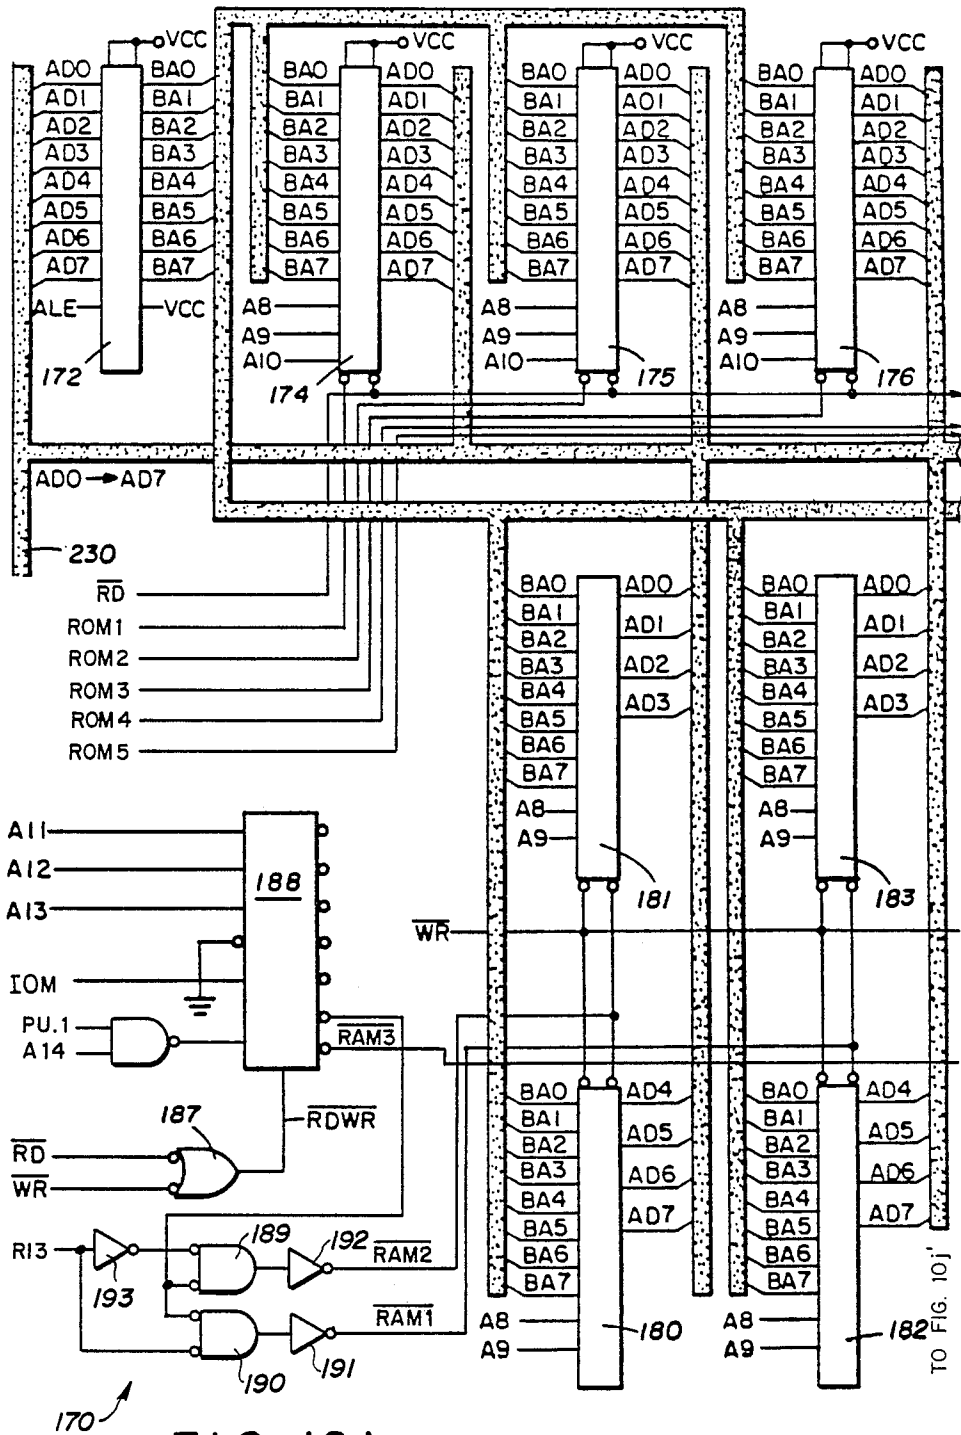 VCC VCC VCC VCC
AD0 BA0 BA0 AD0 BA0 AD0 BA0 AD0
AD1 BA1 BA1 AD1 BA1 AO1 BA1 AD1
AD2 BA2 BA2 AD2 BA2 AD2 BA2 AD2
AD3 BA3 BA3 AD3 BA3 AD3 BA3 AD3
AD4 BA4 BA4 AD4 BA4 AD4 BA4 AD4
AD5 BA5 BA5 AD5 BA5 AD5 BA5 AD5
AD6 BA6 BA6 AD6 BA6 AD6 BA6 AD6
AD7 BA7 BA7 AD7 BA7 AD7 BA7 AD7
ALE VCC A8 A8 A8
A9 A9 A9
A10 A10 A10
172 174 175 176
AD0 → AD7
230
RD
ROM1
ROM2
ROM3
ROM4
ROM5
BA0 AD0 BA0 AD0
BA1 AD1 BA1 AD1
BA2 BA2
BA3 AD2 BA3 AD2
BA4 AD3 BA4 AD3
BA5 BA5
BA6 BA6
BA7 BA7
A8 A8
A9 A9
181 183
A11
A12
188
A13
WR
IOM
PU.1
A14
RAM3
RDWR
187
RD
WR
BA0 AD4 BA0 AD4
BA1 AD5 BA1 AD5
BA2 BA2
BA3 AD6 BA3 AD6
BA4 AD7 BA4 AD7
BA5 BA5
BA6 BA6
BA7 BA7
A8 A8
A9 A9
180 182
R13
193
189
192
RAM2
RAM1
190
191
170
TO FIG. 10j'